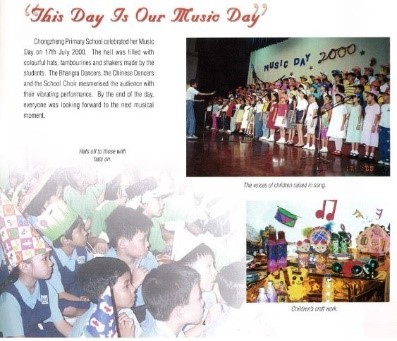 "This Day Is Our Music Day"
Chongzheng Primary School celebrated her Music
Day on 17th July 2000. The hall was filled with
colourful hats, tambourines and shakers made by the
students. The Bhangra Dancers, the Chinese Dancers
and the School Choir mesmerised the audience with
their vibrating performance. By the end of the day,
everyone was looking forward to the next musical
moment.
MUSIC DAY 2000
Hats off to those with
hats on.
The voices of children raised in song.
Children's craft work.
4